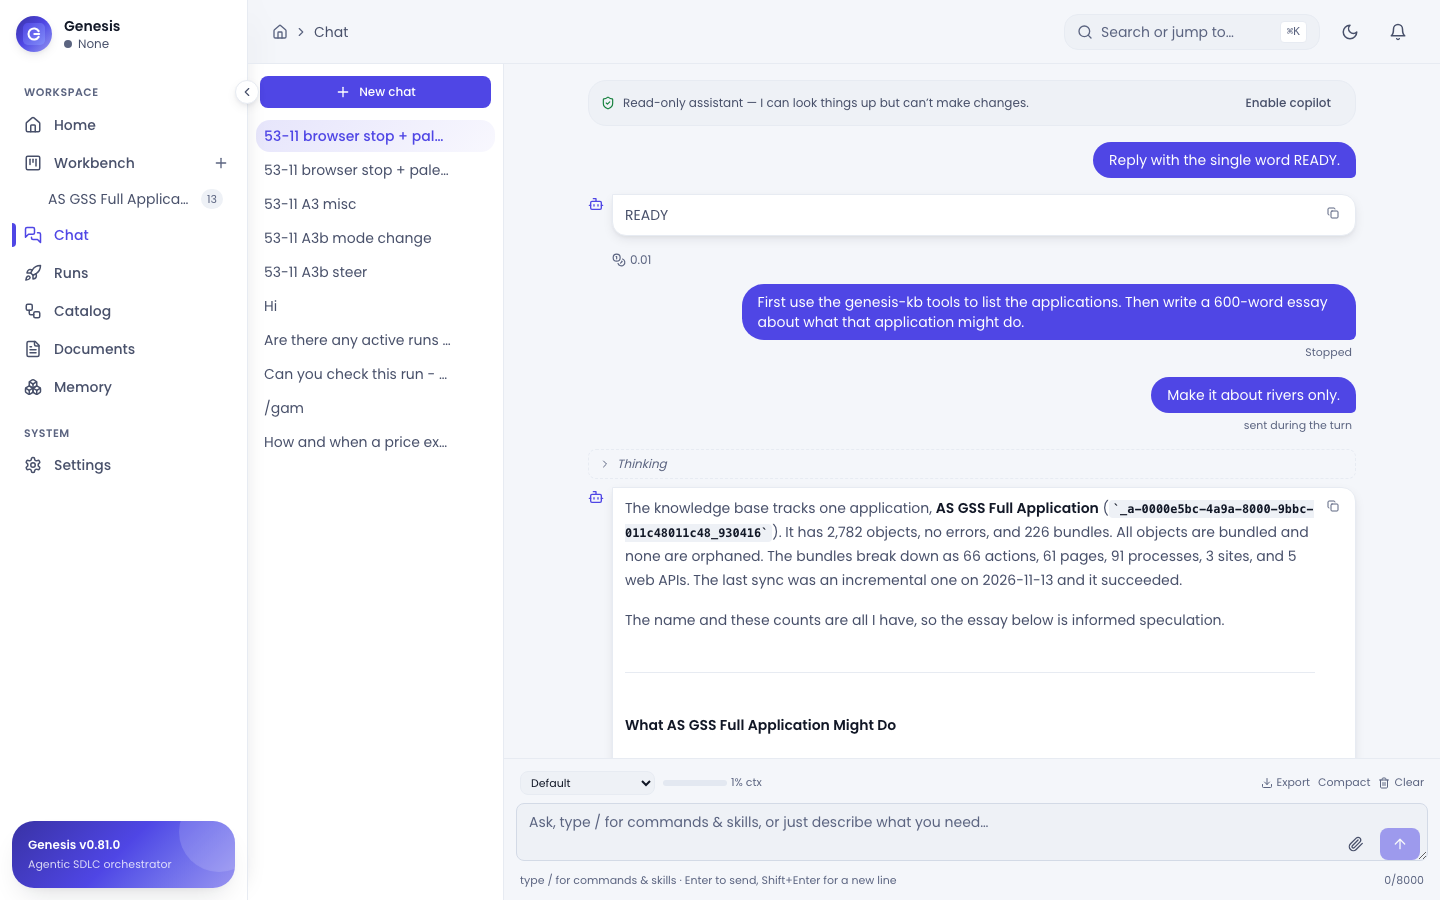 Genesis
None
WORKSPACE
Home
Workbench
AS GSS Full Applica...
13
Chat
Runs
Catalog
Documents
Memory
SYSTEM
Settings
Genesis v0.81.0
Agentic SDLC orchestrator
Chat
Search or jump to...
⌘K
New chat
53-11 browser stop + pal...
53-11 browser stop + pale...
53-11 A3 misc
53-11 A3b mode change
53-11 A3b steer
Hi
Are there any active runs ...
Can you check this run - ...
/gam
How and when a price ex...
Read-only assistant — I can look things up but can't make changes.
Enable copilot
Reply with the single word READY.
READY
0.01
First use the genesis-kb tools to list the applications. Then write a 600-word essay
about what that application might do.
Stopped
Make it about rivers only.
sent during the turn
Thinking
The knowledge base tracks one application, AS GSS Full Application (`_a-0000e5bc-4a9a-8000-9bbc-
011c48011c48_930416`). It has 2,782 objects, no errors, and 226 bundles. All objects are bundled and
none are orphaned. The bundles break down as 66 actions, 61 pages, 91 processes, 3 sites, and 5
web APIs. The last sync was an incremental one on 2026-11-13 and it succeeded.
The name and these counts are all I have, so the essay below is informed speculation.
What AS GSS Full Application Might Do
Default
1% ctx
Export
Compact
Clear
Ask, type / for commands & skills, or just describe what you need...
type / for commands & skills · Enter to send, Shift+Enter for a new line
0/8000